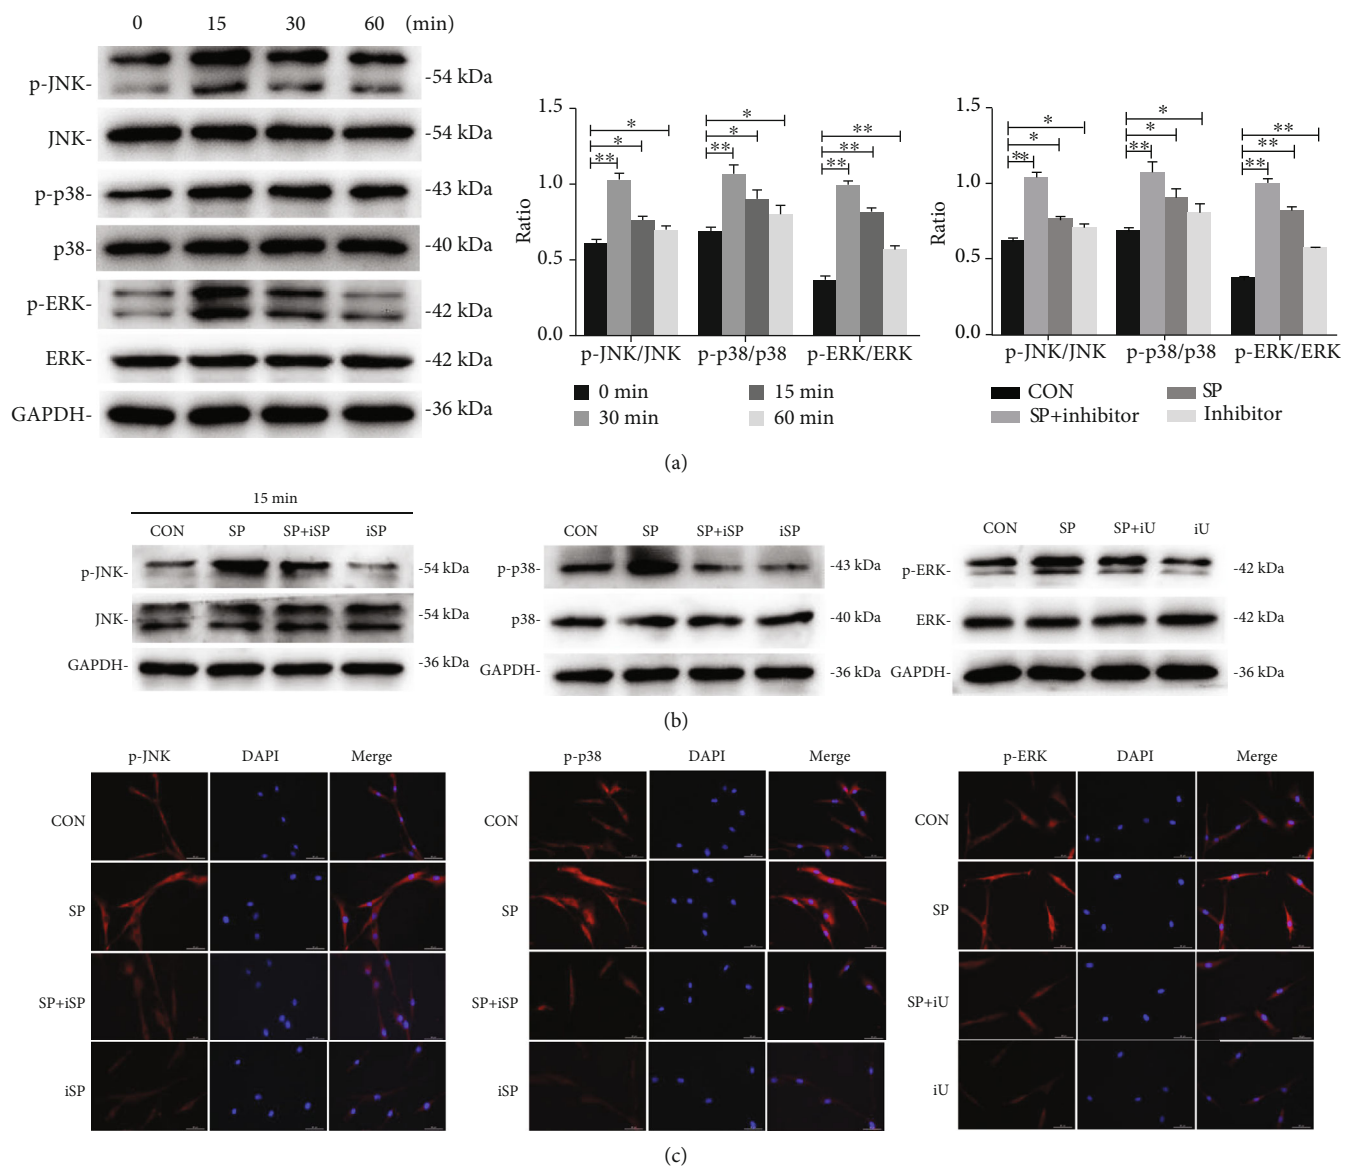 0 15 30 60 (min)
p-JNK- -54 kDa
JNK- -54 kDa
p-p38- -43 kDa
p38- -40 kDa
p-ERK- -42 kDa
ERK- -42 kDa
GAPDH- -36 kDa
1.5
1.0
0.5
0.0
Ratio
* * **
* * **
** ** **
p-JNK/JNK p-p38/p38 p-ERK/ERK
0 min 15 min
30 min 60 min
1.5
1.0
0.5
0.0
Ratio
* * **
* * **
** ** **
p-JNK/JNK p-p38/p38 p-ERK/ERK
CON SP
SP+inhibitor Inhibitor
(a)
15 min
CON SP SP+iSP iSP
p-JNK- -54 kDa
JNK- -54 kDa
GAPDH- -36 kDa
CON SP SP+iSP iSP
p-p38- -43 kDa
p38- -40 kDa
GAPDH- -36 kDa
CON SP SP+iU iU
p-ERK- -42 kDa
ERK- -42 kDa
GAPDH- -36 kDa
(b)
p-JNK DAPI Merge
CON
SP
SP+iSP
iSP
p-p38 DAPI Merge
CON
SP
SP+iSP
iSP
p-ERK DAPI Merge
CON
SP
SP+iU
iU
(c)